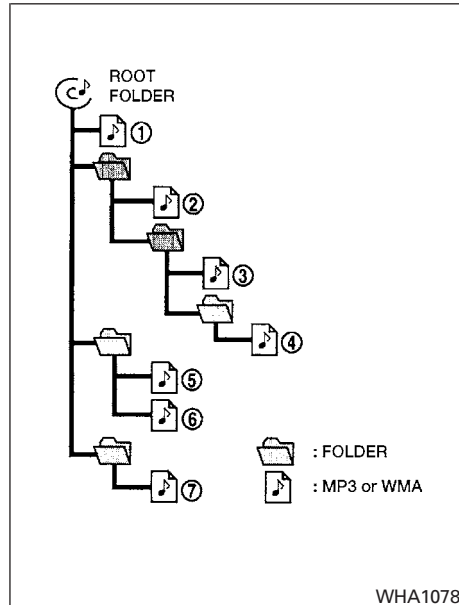 ROOT
FOLDER
①
②
③
④
⑤
⑥
⑦
: FOLDER
: MP3 or WMA
WHA1078